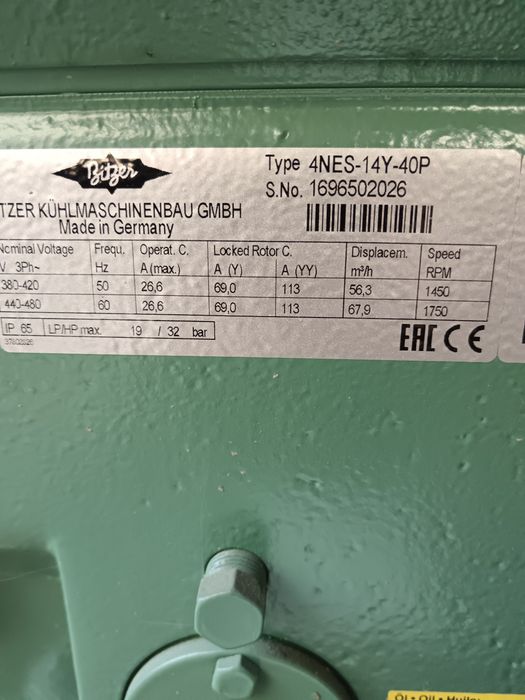 Bitzer
Type 4NES-14Y-40P
S.No. 1696502026
TZER KÜHLMASCHINENBAU GMBH
Made in Germany
Nominal Voltage Frequ. Operat. C. Locked Rotor C. Displacem. Speed
V 3Ph~ Hz A (max.) A (Y) A (YY) m³/h RPM
380-420 50 26,6 69,0 113 56,3 1450
440-480 60 26,6 69,0 113 67,9 1750
IP 65 LP/HP max. 19 / 32 bar
EAC CE
Öl • Oil • Huile